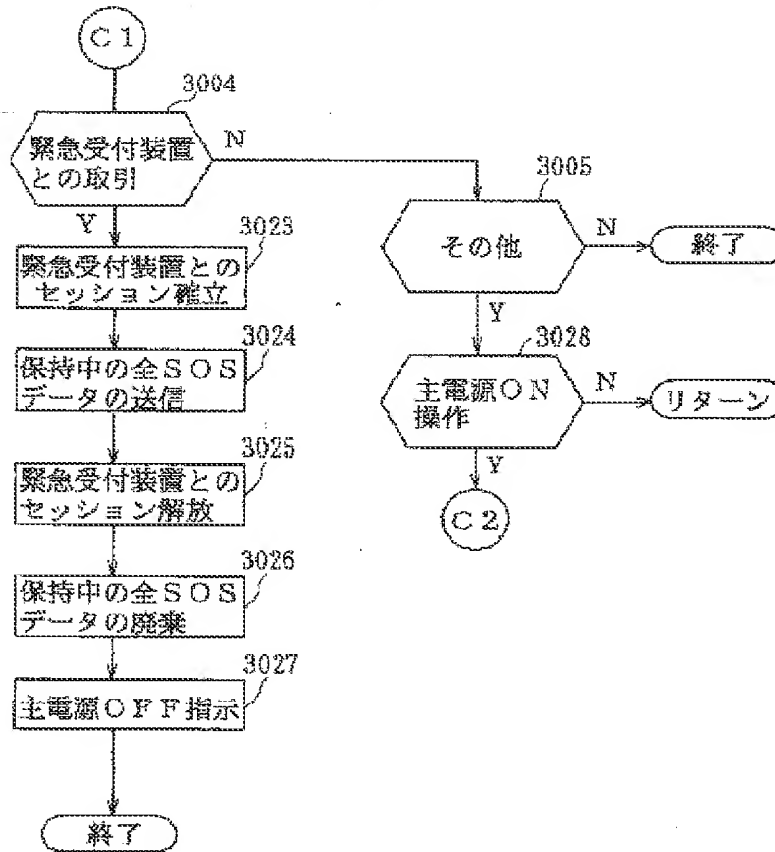 C1
3004
緊急受付装置
との取引
N
Y
3023
緊急受付装置との
セッション確立
3024
保持中の全SOS
データの送信
3025
緊急受付装置との
セッション解放
3026
保持中の全SOS
データの廃棄
3027
主電源OFF指示
終了
3005
その他
N
終了
Y
3028
主電源ON
操作
N
リターン
Y
C2